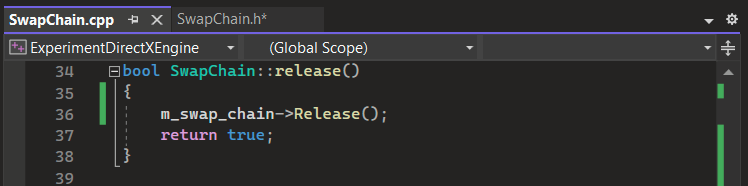 SwapChain.cpp SwapChain.h*
ExperimentDirectXEngine (Global Scope)
34 bool SwapChain::release()
35 {
36 m_swap_chain->Release();
37 return true;
38 }
39